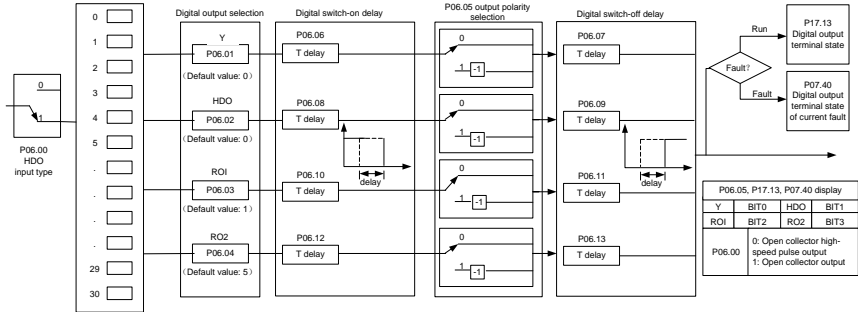 0
1
2
3
4
5
.
.
.
.
29
30
0
1
P06.00
HDO
input type
Digital output selection
Y
P06.01
(Default value: 0)
HDO
P06.02
(Default value: 0)
ROI
P06.03
(Default value: 1)
RO2
P06.04
(Default value: 5)
Digital switch-on delay
P06.06
T delay
P06.08
T delay
delay
P06.10
T delay
P06.12
T delay
P06.05 output polarity
selection
0
1
-1
0
1
-1
0
1
-1
0
1
-1
Digital switch-off delay
P06.07
T delay
P06.09
T delay
delay
P06.11
T delay
P06.13
T delay
Fault?
Run
Fault
P17.13
Digital output
terminal state
P07.40
Digital output
terminal state
of current fault
P06.05, P17.13, P07.40 display
Y BIT0 HDO BIT1
ROI BIT2 RO2 BIT3
P06.00
0: Open collector high-
speed pulse output
1: Open collector output